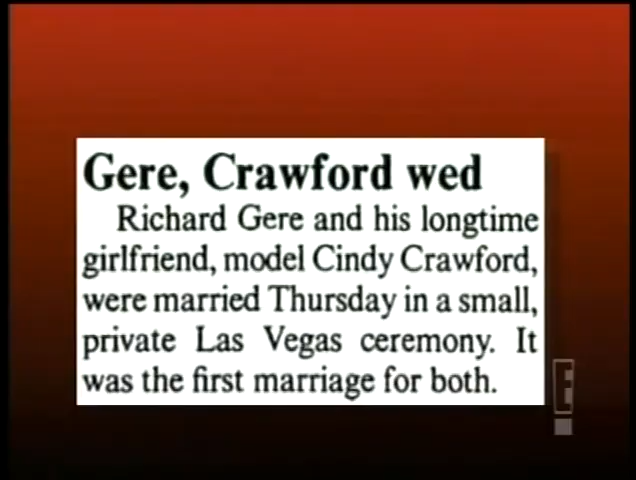 Gere, Crawford wed
Richard Gere and his longtime
girlfriend, model Cindy Crawford,
were married Thursday in a small,
private Las Vegas ceremony. It
was the first marriage for both.
E!